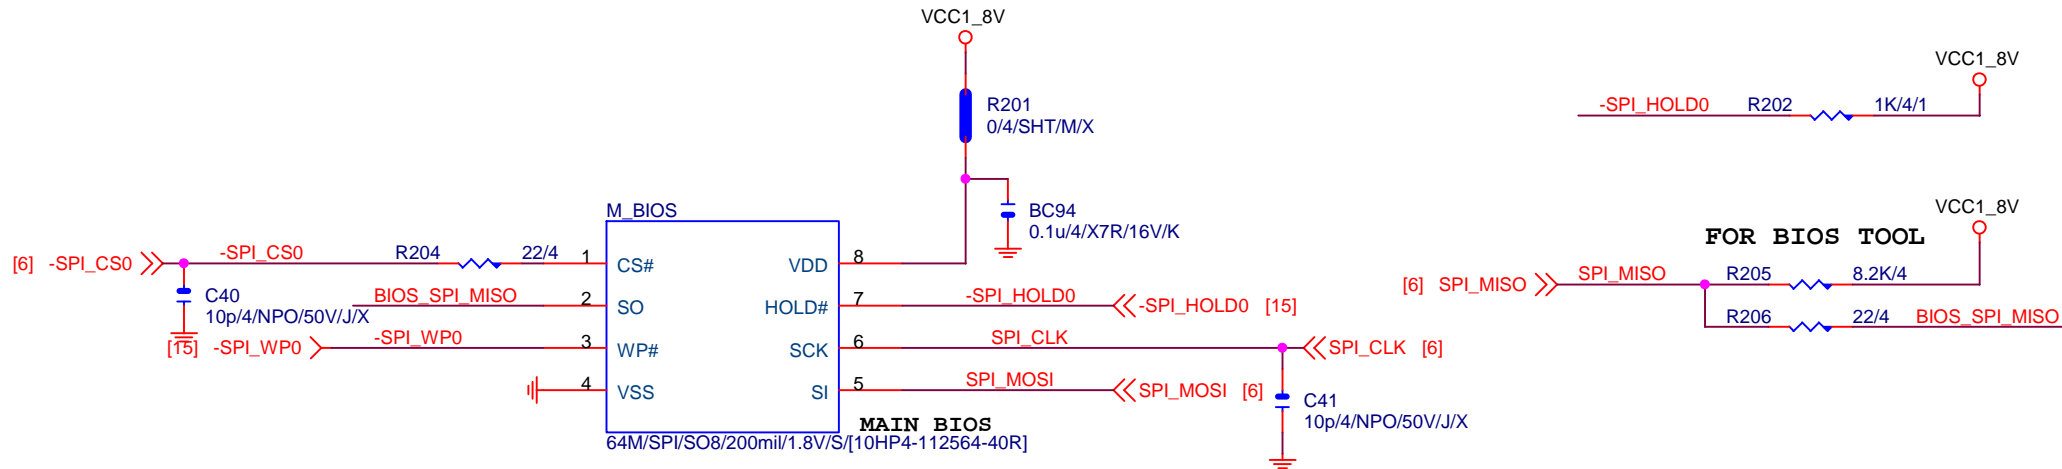 VCC1_8V
R201
0/4/SHT/M/X
BC94
0.1u/4/X7R/16V/K
M_BIOS
[6] -SPI_CS0 -SPI_CS0 R204 22/4 1 CS# VDD 8
C40
10p/4/NPO/50V/J/X
BIOS_SPI_MISO 2 SO HOLD# 7 -SPI_HOLD0 -SPI_HOLD0 [15]
[15] -SPI_WP0 -SPI_WP0 3 WP# SCK 6 SPI_CLK SPI_CLK [6]
4 VSS SI 5 SPI_MOSI SPI_MOSI [6]
C41
10p/4/NPO/50V/J/X
MAIN BIOS
64M/SPI/SO8/200mil/1.8V/S/[10HP4-112564-40R]
VCC1_8V
-SPI_HOLD0 R202 1K/4/1
VCC1_8V
FOR BIOS TOOL
[6] SPI_MISO SPI_MISO R205 8.2K/4
R206 22/4 BIOS_SPI_MISO